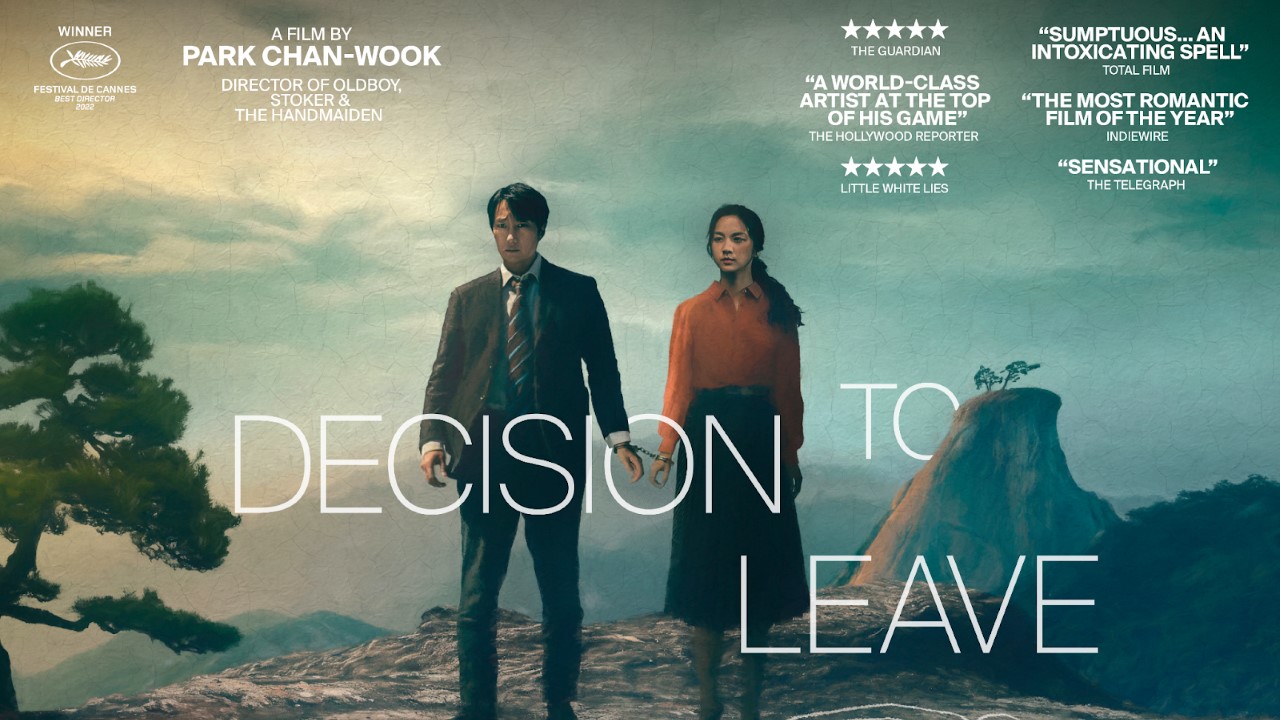 WINNER
FESTIVAL DE CANNES
BEST DIRECTOR
2022
A FILM BY
PARK CHAN-WOOK
DIRECTOR OF OLDBOY,
STOKER &
THE HANDMAIDEN
★★★★★
THE GUARDIAN
“A WORLD-CLASS
ARTIST AT THE TOP
OF HIS GAME”
THE HOLLYWOOD REPORTER
★★★★★
LITTLE WHITE LIES
“SUMPTUOUS... AN
INTOXICATING SPELL”
TOTAL FILM
“THE MOST ROMANTIC
FILM OF THE YEAR”
INDIEWIRE
“SENSATIONAL”
THE TELEGRAPH
DECISION
TO
LEAVE